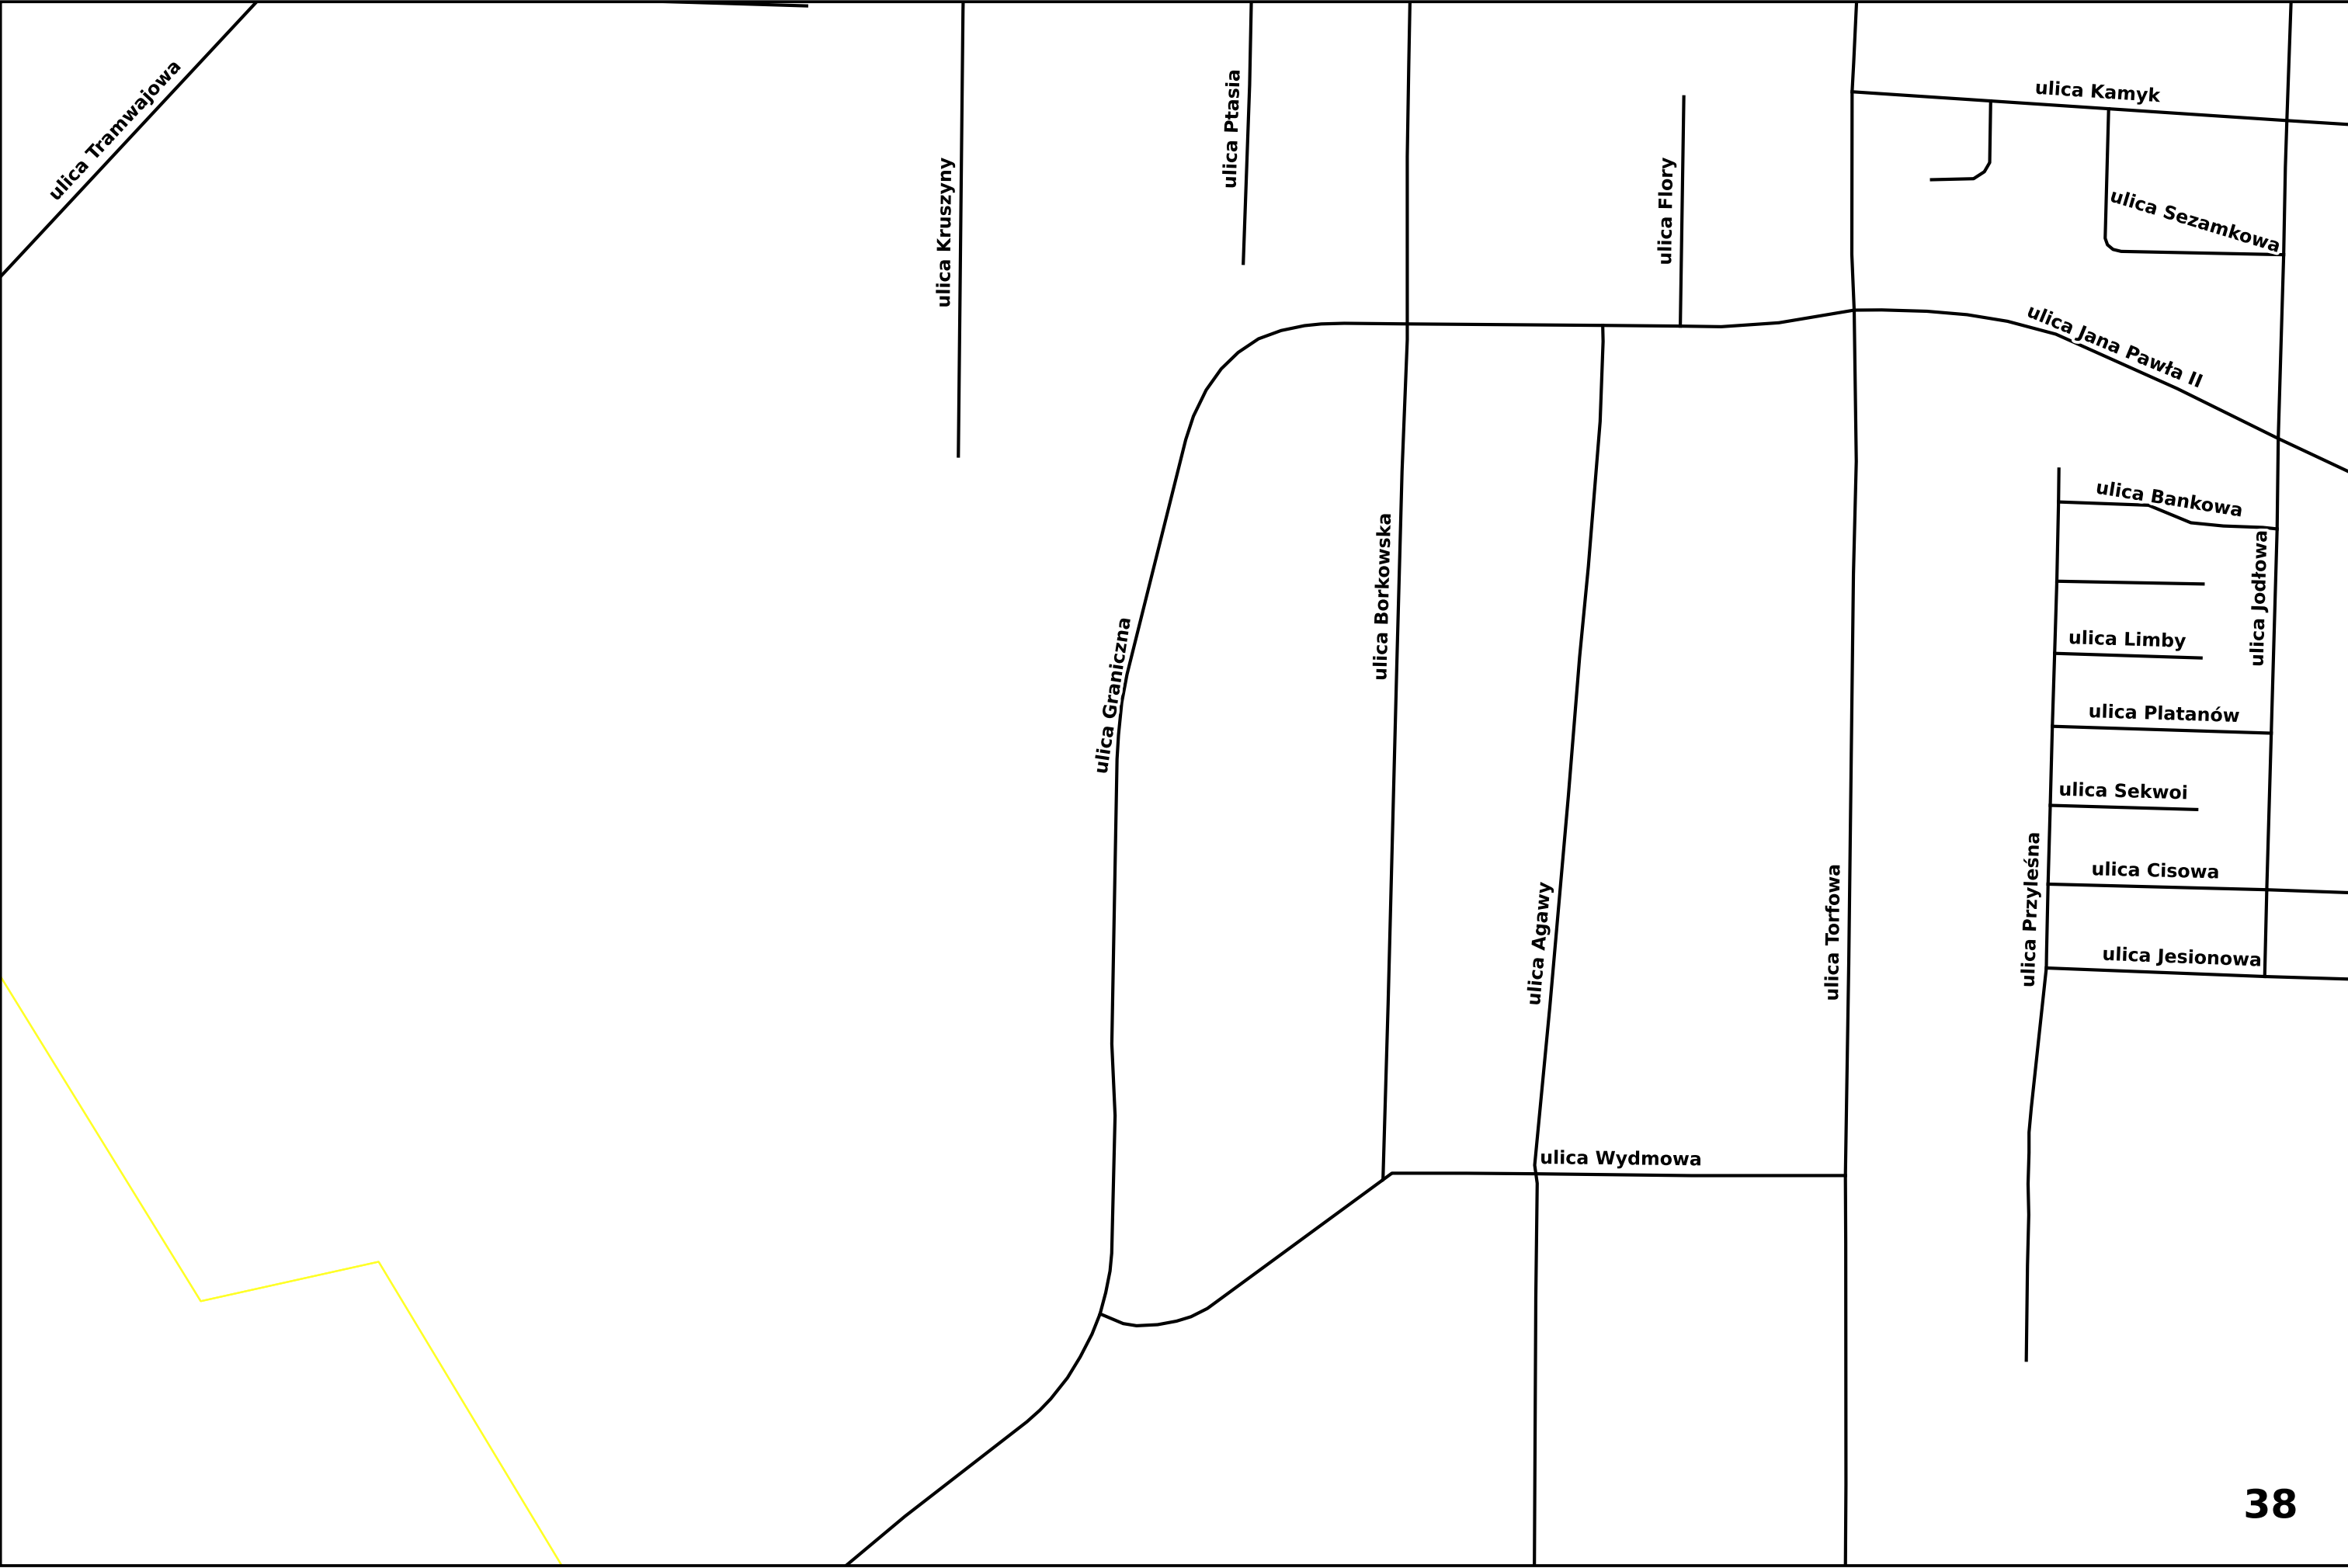 ulica Tramwajowa
ulica Kruszyny
ulica Ptasia
ulica Flory
ulica Kamyk
ulica Sezamkowa
ulica Jana Pawła II
ulica Bankowa
ulica Jodłowa
ulica Limby
ulica Graniczna
ulica Borkowska
ulica Platanów
ulica Sekwoi
ulica Cisowa
ulica Przyleśna
ulica Agawy
ulica Torfowa
ulica Jesionowa
ulica Wydmowa
38